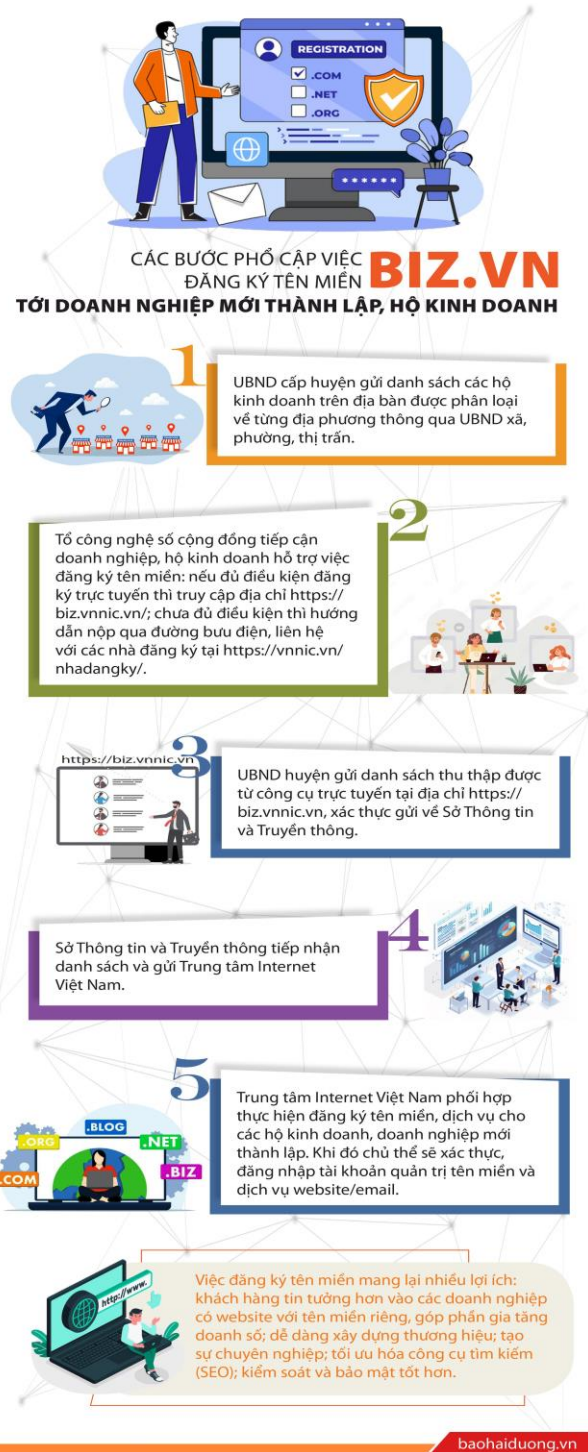 REGISTRATION
.COM
.NET
.ORG
CÁC BƯỚC PHỔ CẬP VIỆC
ĐĂNG KÝ TÊN MIỀN BIZ.VN
TỚI DOANH NGHIỆP MỚI THÀNH LẬP, HỘ KINH DOANH
1
UBND cấp huyện gửi danh sách các hộ
kinh doanh trên địa bàn được phân loại
về từng địa phương thông qua UBND xã,
phường, thị trấn.
2
Tổ công nghệ số cộng đồng tiếp cận
doanh nghiệp, hộ kinh doanh hỗ trợ việc
đăng ký tên miền: nếu đủ điều kiện đăng
ký trực tuyến thì truy cập địa chỉ https://
biz.vnnic.vn/; chưa đủ điều kiện thì hướng
dẫn nộp qua đường bưu điện, liên hệ
với các nhà đăng ký tại https://vnnic.vn/
nhadangky/.
3
https://biz.vnnic.vn
UBND huyện gửi danh sách thu thập được
từ công cụ trực tuyến tại địa chỉ https://
biz.vnnic.vn, xác thực gửi về Sở Thông tin
và Truyền thông.
4
Sở Thông tin và Truyền thông tiếp nhận
danh sách và gửi Trung tâm Internet
Việt Nam.
5
.BLOG
.ORG
.NET
.COM
.BIZ
Trung tâm Internet Việt Nam phối hợp
thực hiện đăng ký tên miền, dịch vụ cho
các hộ kinh doanh, doanh nghiệp mới
thành lập. Khi đó chủ thể sẽ xác thực,
đăng nhập tài khoản quản trị tên miền và
dịch vụ website/email.
http://www.
Việc đăng ký tên miền mang lại nhiều lợi ích:
khách hàng tin tưởng hơn vào các doanh nghiệp
có website với tên miền riêng, góp phần gia tăng
doanh số; dễ dàng xây dựng thương hiệu; tạo
sự chuyên nghiệp; tối ưu hóa công cụ tìm kiếm
(SEO); kiểm soát và bảo mật tốt hơn.
baohaiduong.vn